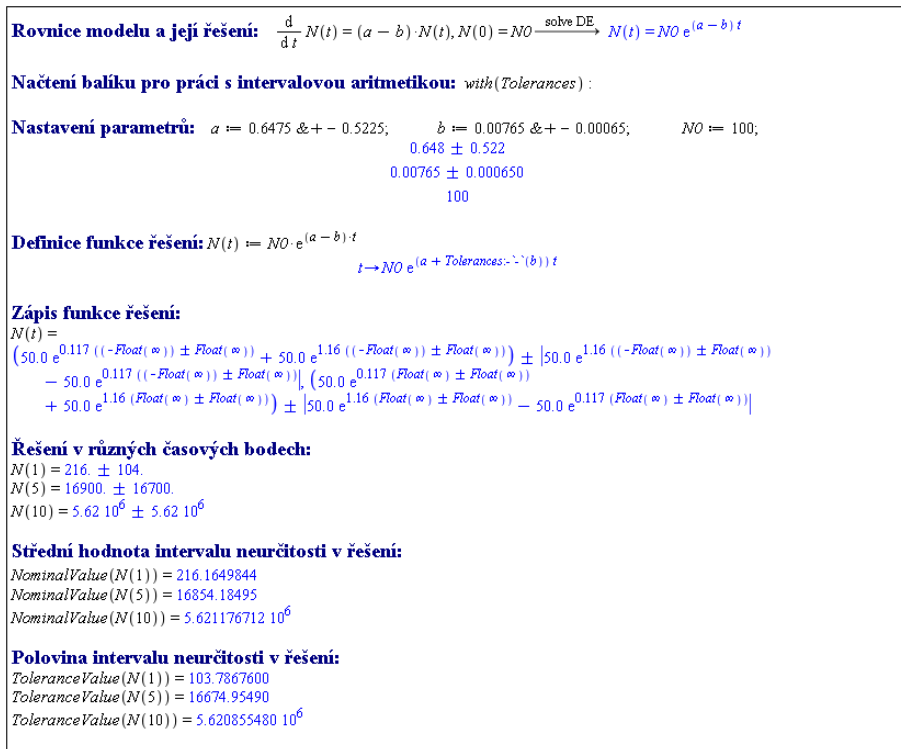 Rovnice modelu a její řešení: d/dt N(t) = (a − b)·N(t), N(0) = N0 solve DE→ N(t) = N0 e^((a − b) t)
Načtení balíku pro práci s intervalovou aritmetikou: with(Tolerances) :
Nastavení parametrů: a := 0.6475 &+ − 0.5225; b := 0.00765 &+ − 0.00065; N0 := 100;
0.648 ± 0.522
0.00765 ± 0.000650
100
Definice funkce řešení: N(t) := N0·e^((a − b)·t)
t→N0 e^((a + Tolerances:-`-`(b)) t)
Zápis funkce řešení:
N(t) =
(50.0 e^(0.117 ((-Float(∞)) ± Float(∞))) + 50.0 e^(1.16 ((-Float(∞)) ± Float(∞)))) ± |50.0 e^(1.16 ((-Float(∞)) ± Float(∞)))
− 50.0 e^(0.117 ((-Float(∞)) ± Float(∞)))|, (50.0 e^(0.117 (Float(∞) ± Float(∞)))
+ 50.0 e^(1.16 (Float(∞) ± Float(∞)))) ± |50.0 e^(1.16 (Float(∞) ± Float(∞))) − 50.0 e^(0.117 (Float(∞) ± Float(∞)))|
Řešení v různých časových bodech:
N(1) = 216. ± 104.
N(5) = 16900. ± 16700.
N(10) = 5.62 10^6 ± 5.62 10^6
Střední hodnota intervalu neurčitosti v řešení:
NominalValue(N(1)) = 216.1649844
NominalValue(N(5)) = 16854.18495
NominalValue(N(10)) = 5.621176712 10^6
Polovina intervalu neurčitosti v řešení:
ToleranceValue(N(1)) = 103.7867600
ToleranceValue(N(5)) = 16674.95490
ToleranceValue(N(10)) = 5.620855480 10^6